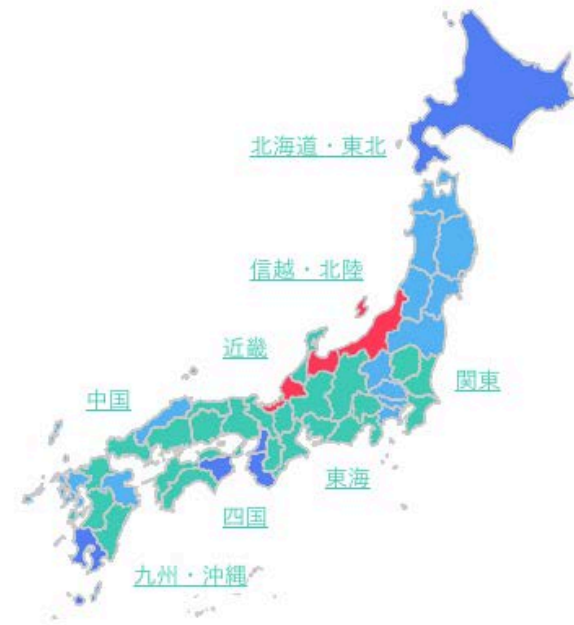 北海道・東北
信越・北陸
近畿
関東
中国
東海
四国
九州・沖縄